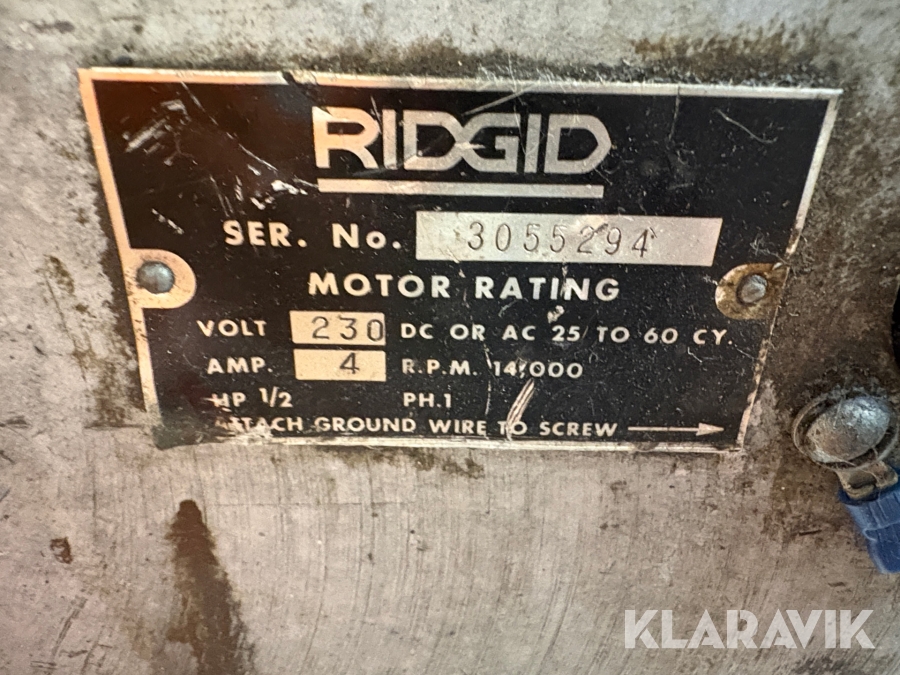 RIDGID
SER. No. 3055294
MOTOR RATING
VOLT 230 DC OR AC 25 TO 60 CY.
AMP. 4 R.P.M. 14,000
HP 1/2 PH.1
GROUND WIRE TO SCREW
KLARAVIK